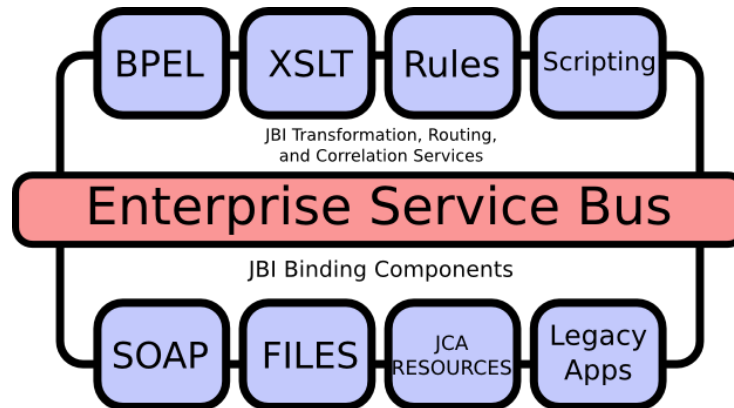 BPEL
XSLT
Rules
Scripting
JBI Transformation, Routing,
and Correlation Services
Enterprise Service Bus
JBI Binding Components
SOAP
FILES
JCA
RESOURCES
Legacy
Apps